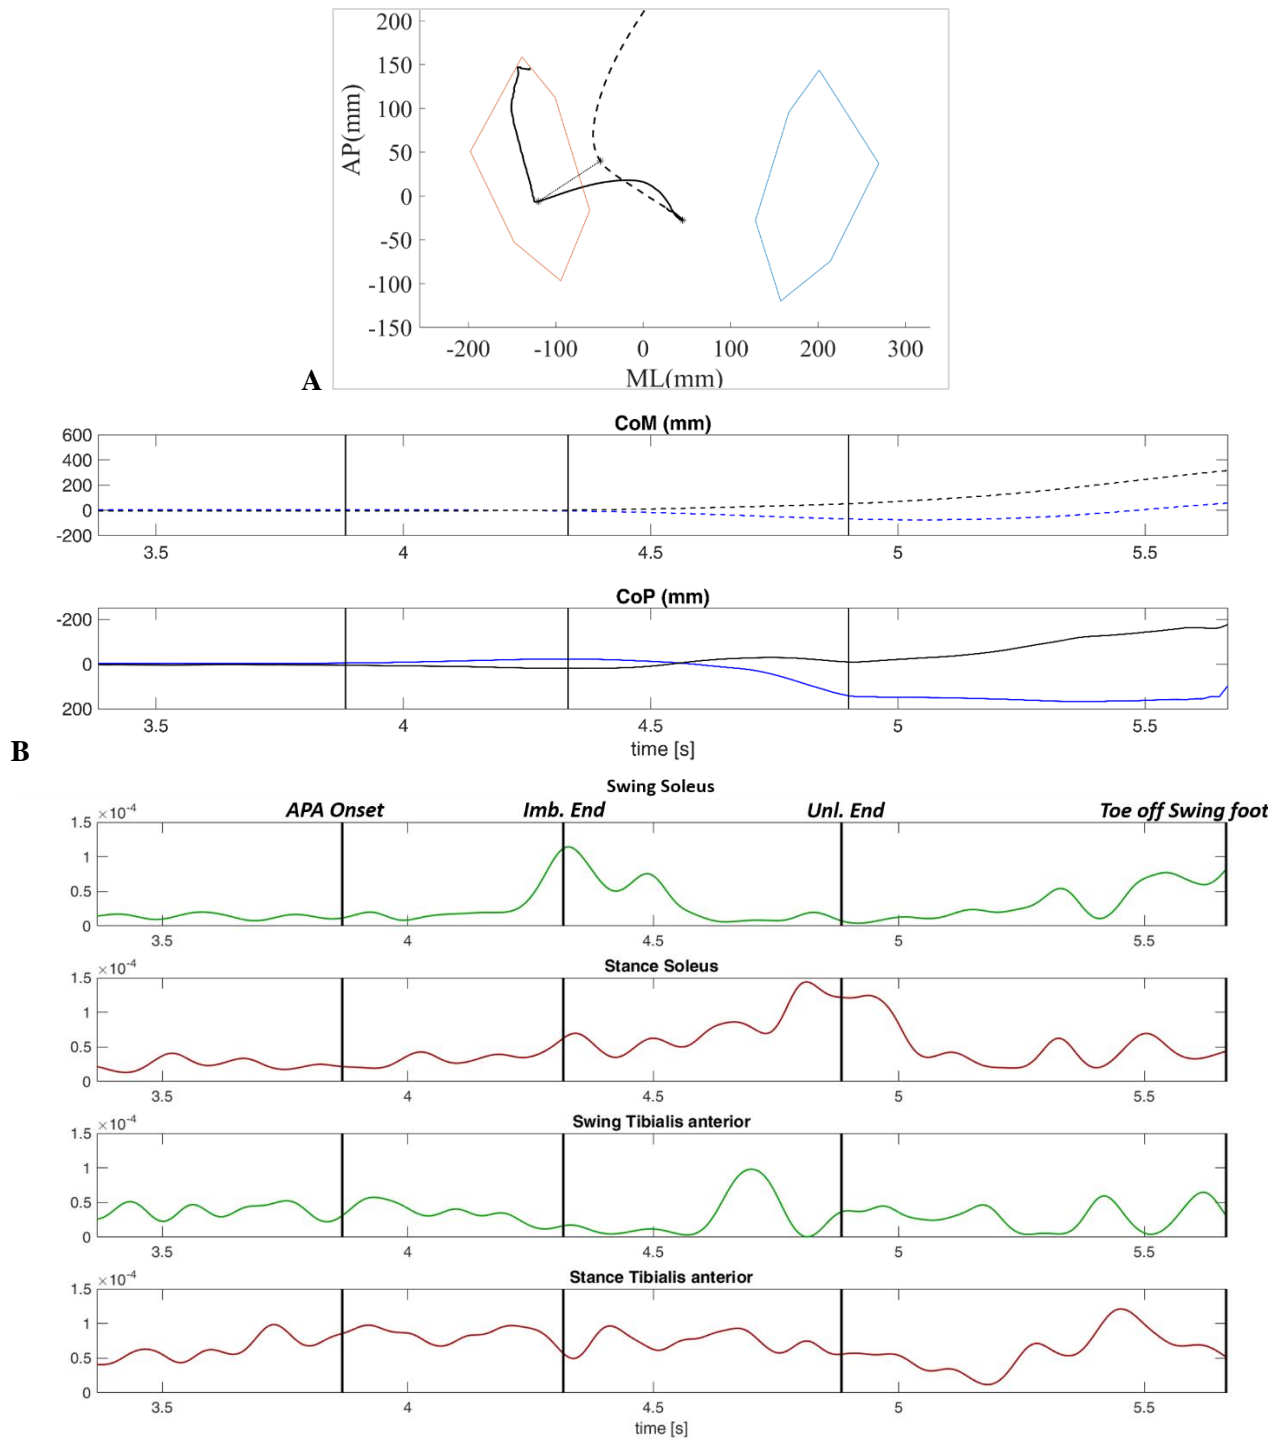 200
150
100
50
0
-50
-100
-150
AP(mm)
-200 -100 0 100 200 300
ML(mm)
A
CoM (mm)
600
400
200
0
-200
3.5 4 4.5 5 5.5
CoP (mm)
-200
0
200
3.5 4 4.5 5 5.5
time [s]
B
Swing Soleus
APA Onset Imb. End Unl. End Toe off Swing foot
×10⁻⁴
1.5
1
0.5
0
3.5 4 4.5 5 5.5
Stance Soleus
×10⁻⁴
1.5
1
0.5
0
3.5 4 4.5 5 5.5
Swing Tibialis anterior
×10⁻⁴
1.5
1
0.5
0
3.5 4 4.5 5 5.5
Stance Tibialis anterior
×10⁻⁴
1.5
1
0.5
0
3.5 4 4.5 5 5.5
time [s]